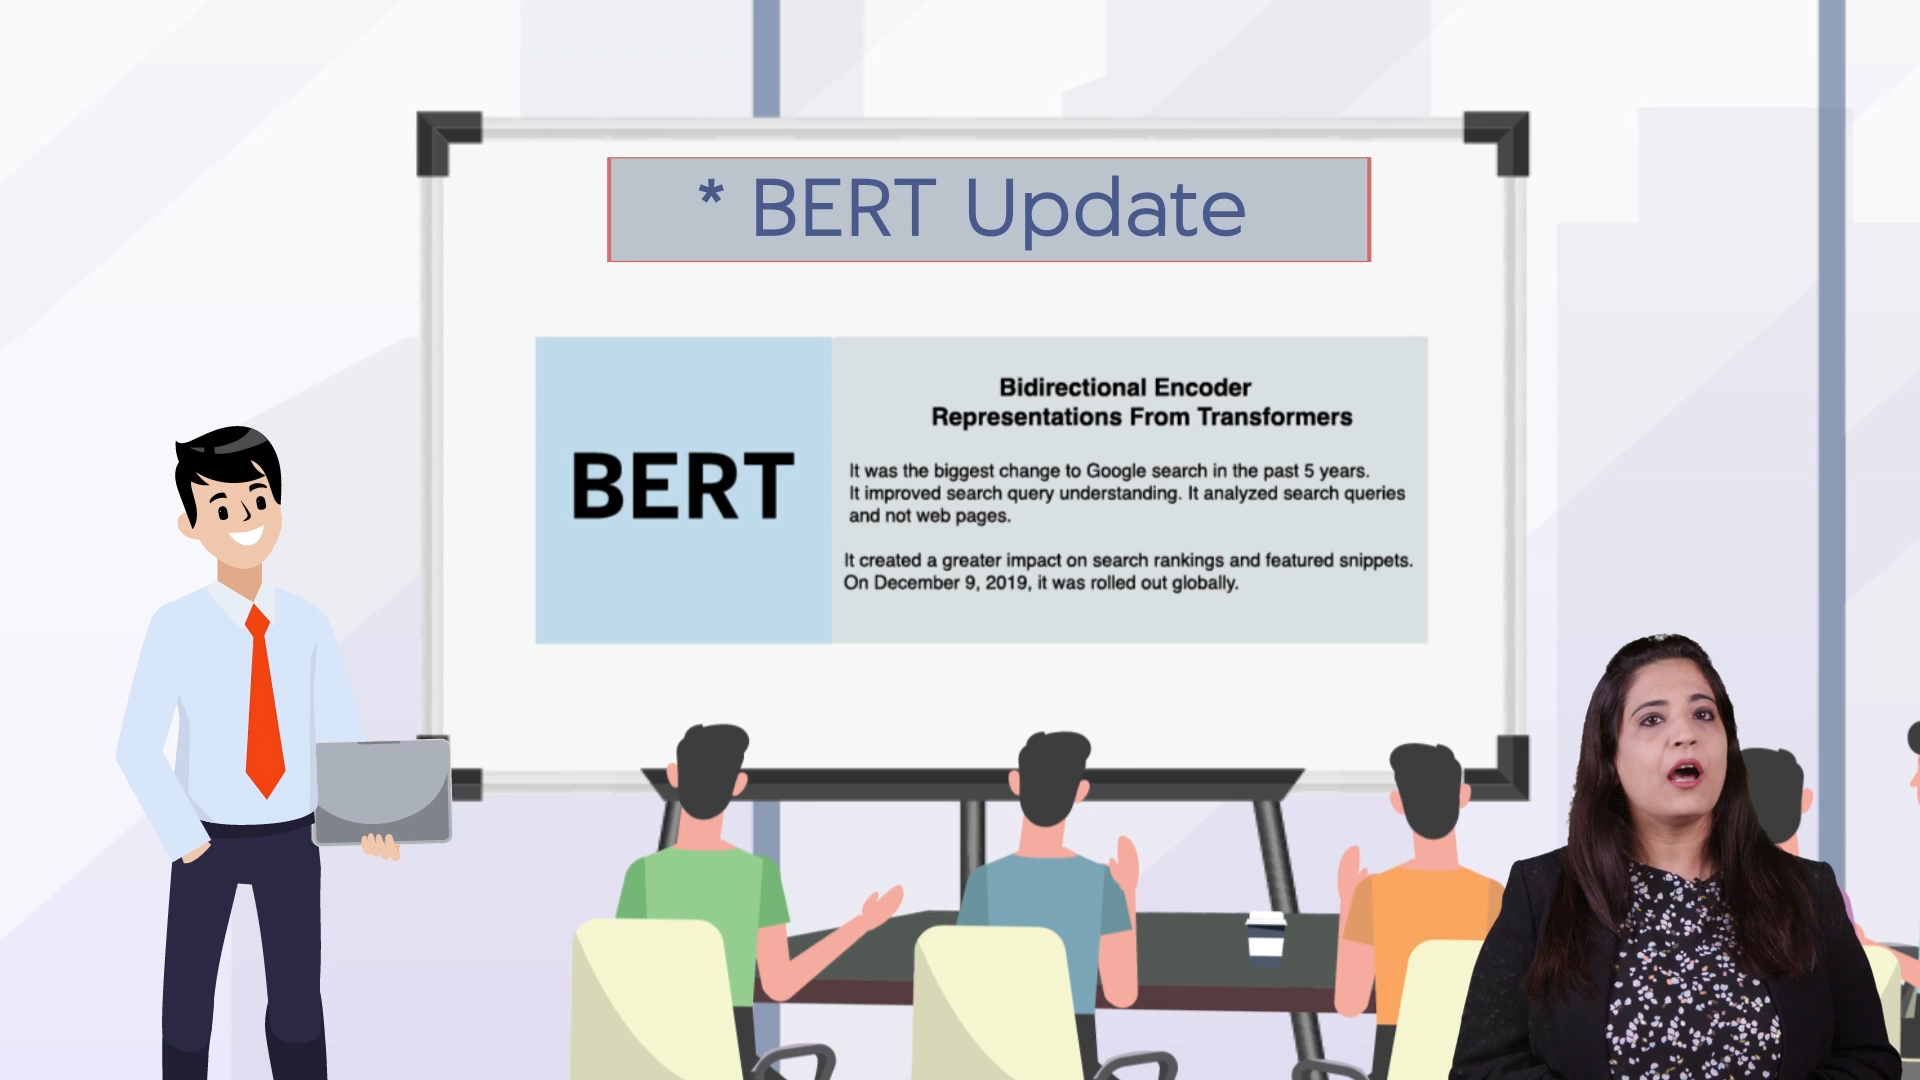 * BERT Update
BERT
Bidirectional Encoder
Representations From Transformers
It was the biggest change to Google search in the past 5 years.
It improved search query understanding. It analyzed search queries
and not web pages.
It created a greater impact on search rankings and featured snippets.
On December 9, 2019, it was rolled out globally.